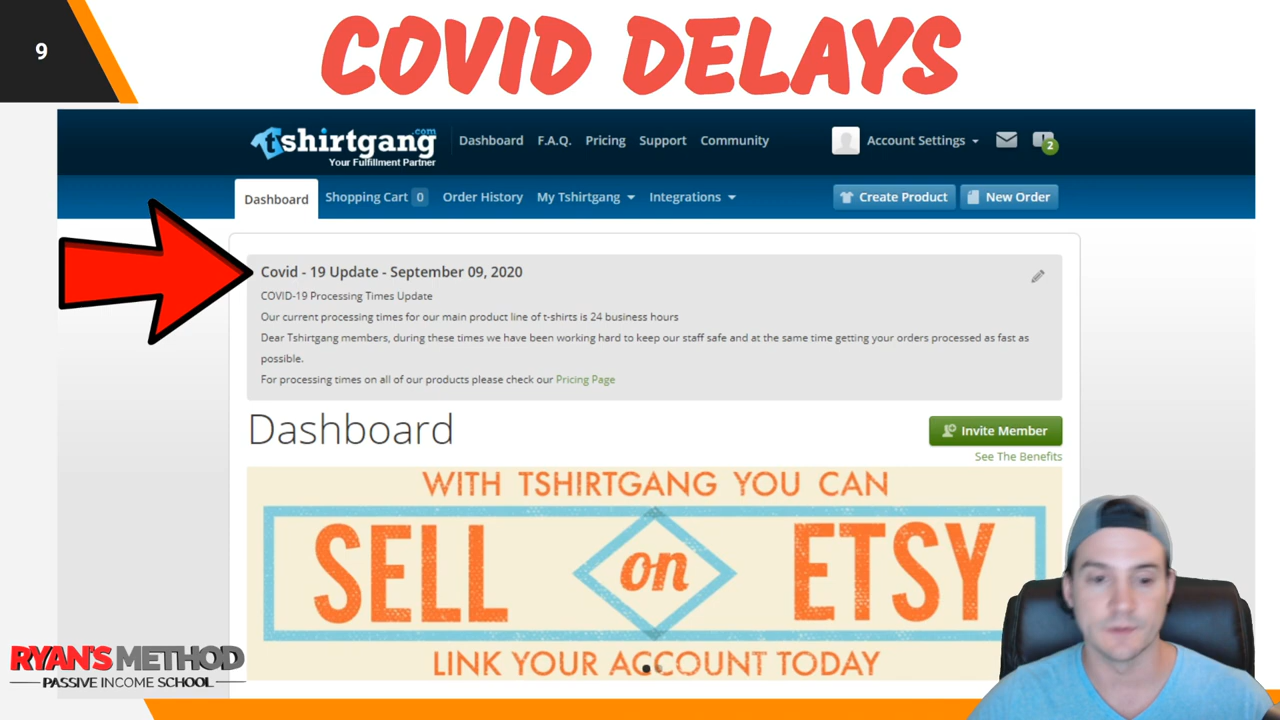 9
COVID DELAYS
tshirtgang.com
Your Fulfillment Partner
Dashboard F.A.Q. Pricing Support Community
Account Settings
2
Dashboard Shopping Cart 0 Order History My Tshirtgang Integrations
Create Product New Order
Covid - 19 Update - September 09, 2020
COVID-19 Processing Times Update
Our current processing times for our main product line of t-shirts is 24 business hours
Dear Tshirtgang members, during these times we have been working hard to keep our staff safe and at the same time getting your orders processed as fast as
possible.
For processing times on all of our products please check our Pricing Page
Dashboard
Invite Member
See The Benefits
WITH TSHIRTGANG YOU CAN
SELL on ETSY
LINK YOUR ACCOUNT TODAY
RYAN'S METHOD
PASSIVE INCOME SCHOOL